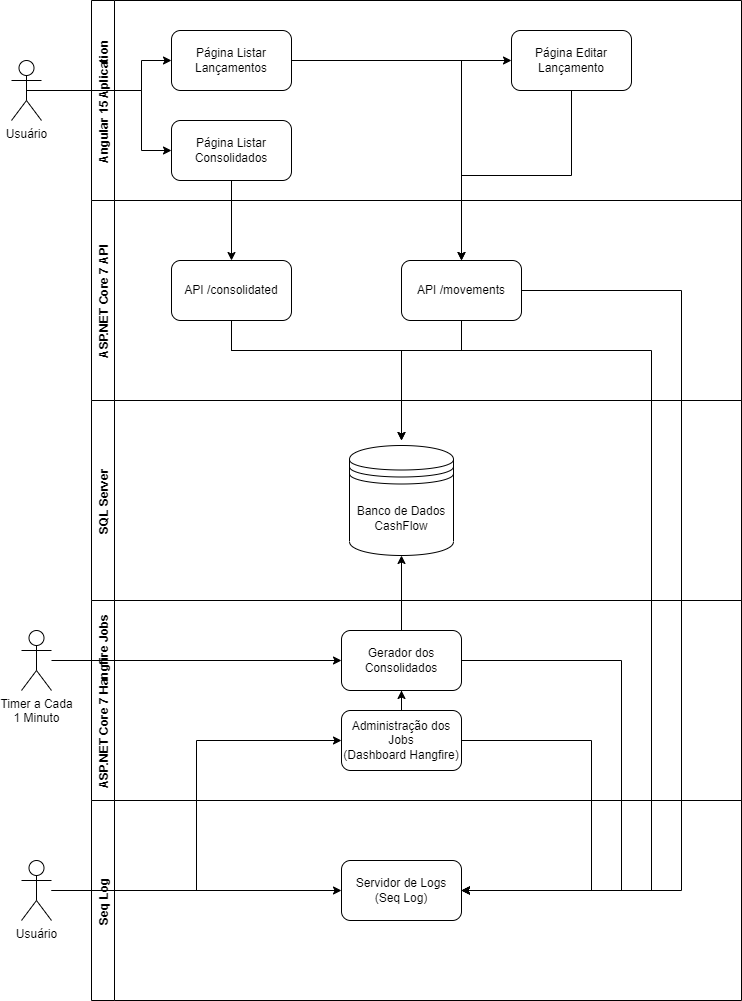 Angular 15 Aplication
Página Listar
Lançamentos
Página Editar
Lançamento
Usuário
Página Listar
Consolidados
ASP.NET Core 7 API
API /consolidated
API /movements
SQL Server
Banco de Dados
CashFlow
ASP.NET Core 7 Hangfire Jobs
Gerador dos
Consolidados
Timer a Cada
1 Minuto
Administração dos
Jobs
(Dashboard Hangfire)
Seq Log
Servidor de Logs
(Seq Log)
Usuário